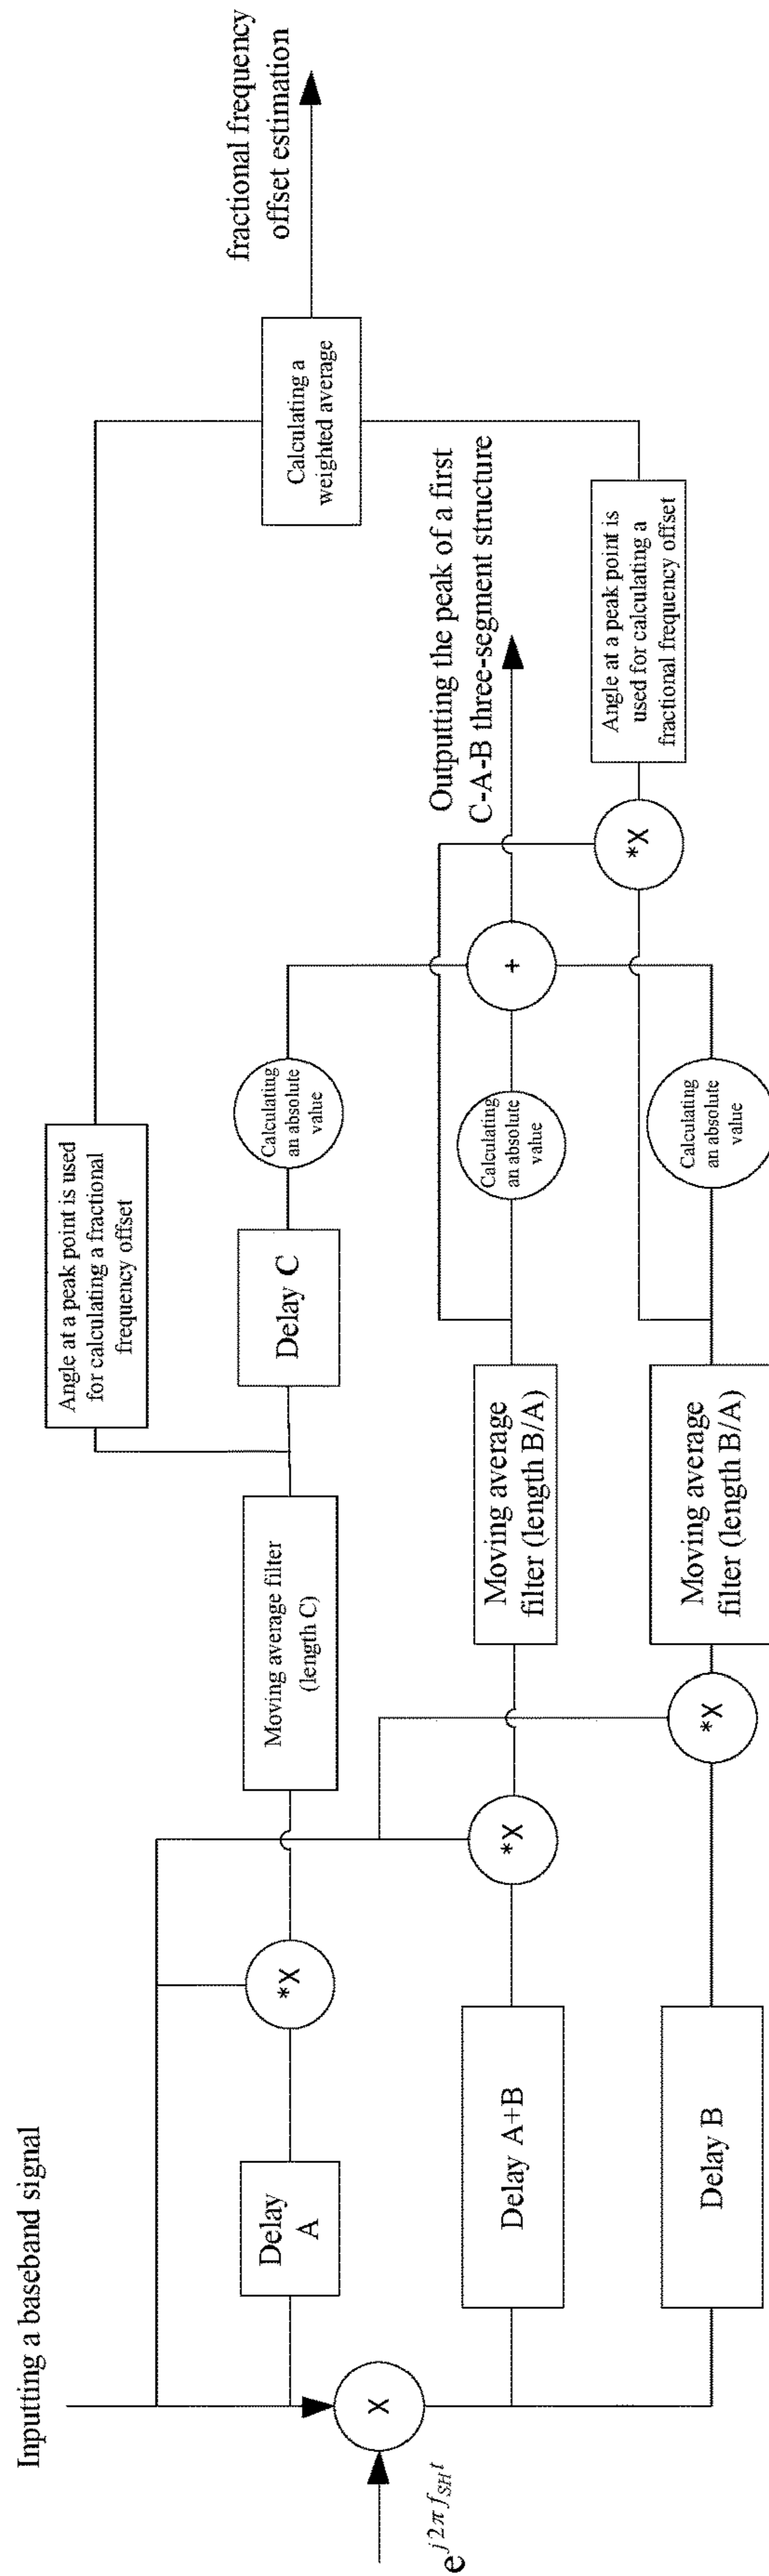 Inputting a baseband signal
e^{j2πf_{SH}t}
X
Delay
A
Delay A+B
Delay B
*X
*X
*X
Moving average filter
(length C)
Moving average
filter (length B/A)
Moving average
filter (length B/A)
Angle at a peak point is used
for calculating a fractional
frequency offset
Delay C
Calculating
an absolute
value
Calculating
an absolute
value
Calculating
an absolute
value
+
*X
Outputting the peak of a first
C-A-B three-segment structure
Angle at a peak point is
used for calculating a
fractional frequency offset
Calculating a
weighted average
fractional frequency
offset estimation